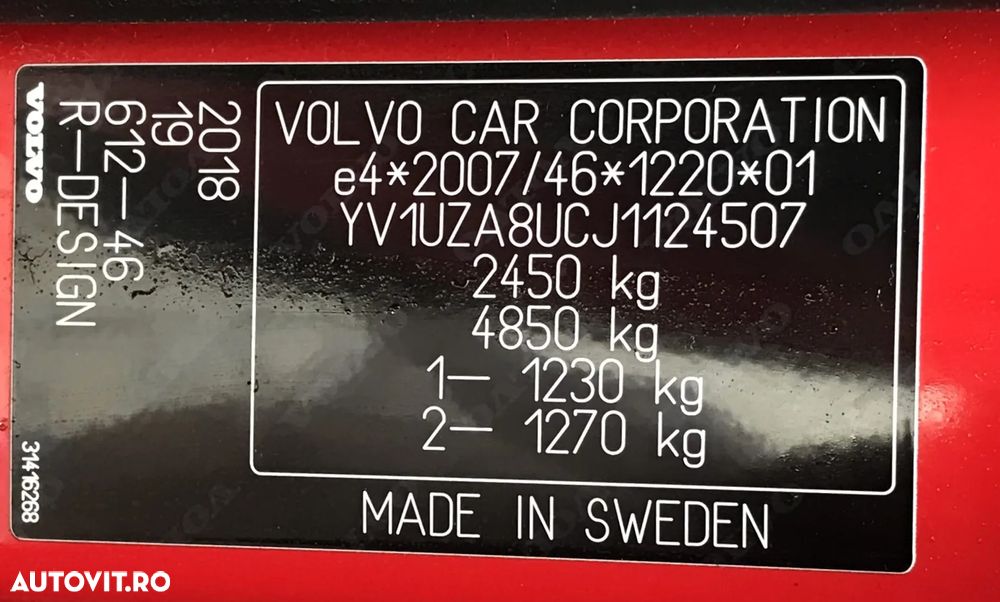 VOLVO CAR CORPORATION
e4*2007/46*1220*01
YV1UZA8UCJ1124507
2450 kg
4850 kg
1— 1230 kg
2— 1270 kg
MADE IN SWEDEN
2018
19
612—46
R—DESIGN
VOLVO
31416268
AUTOVIT.RO